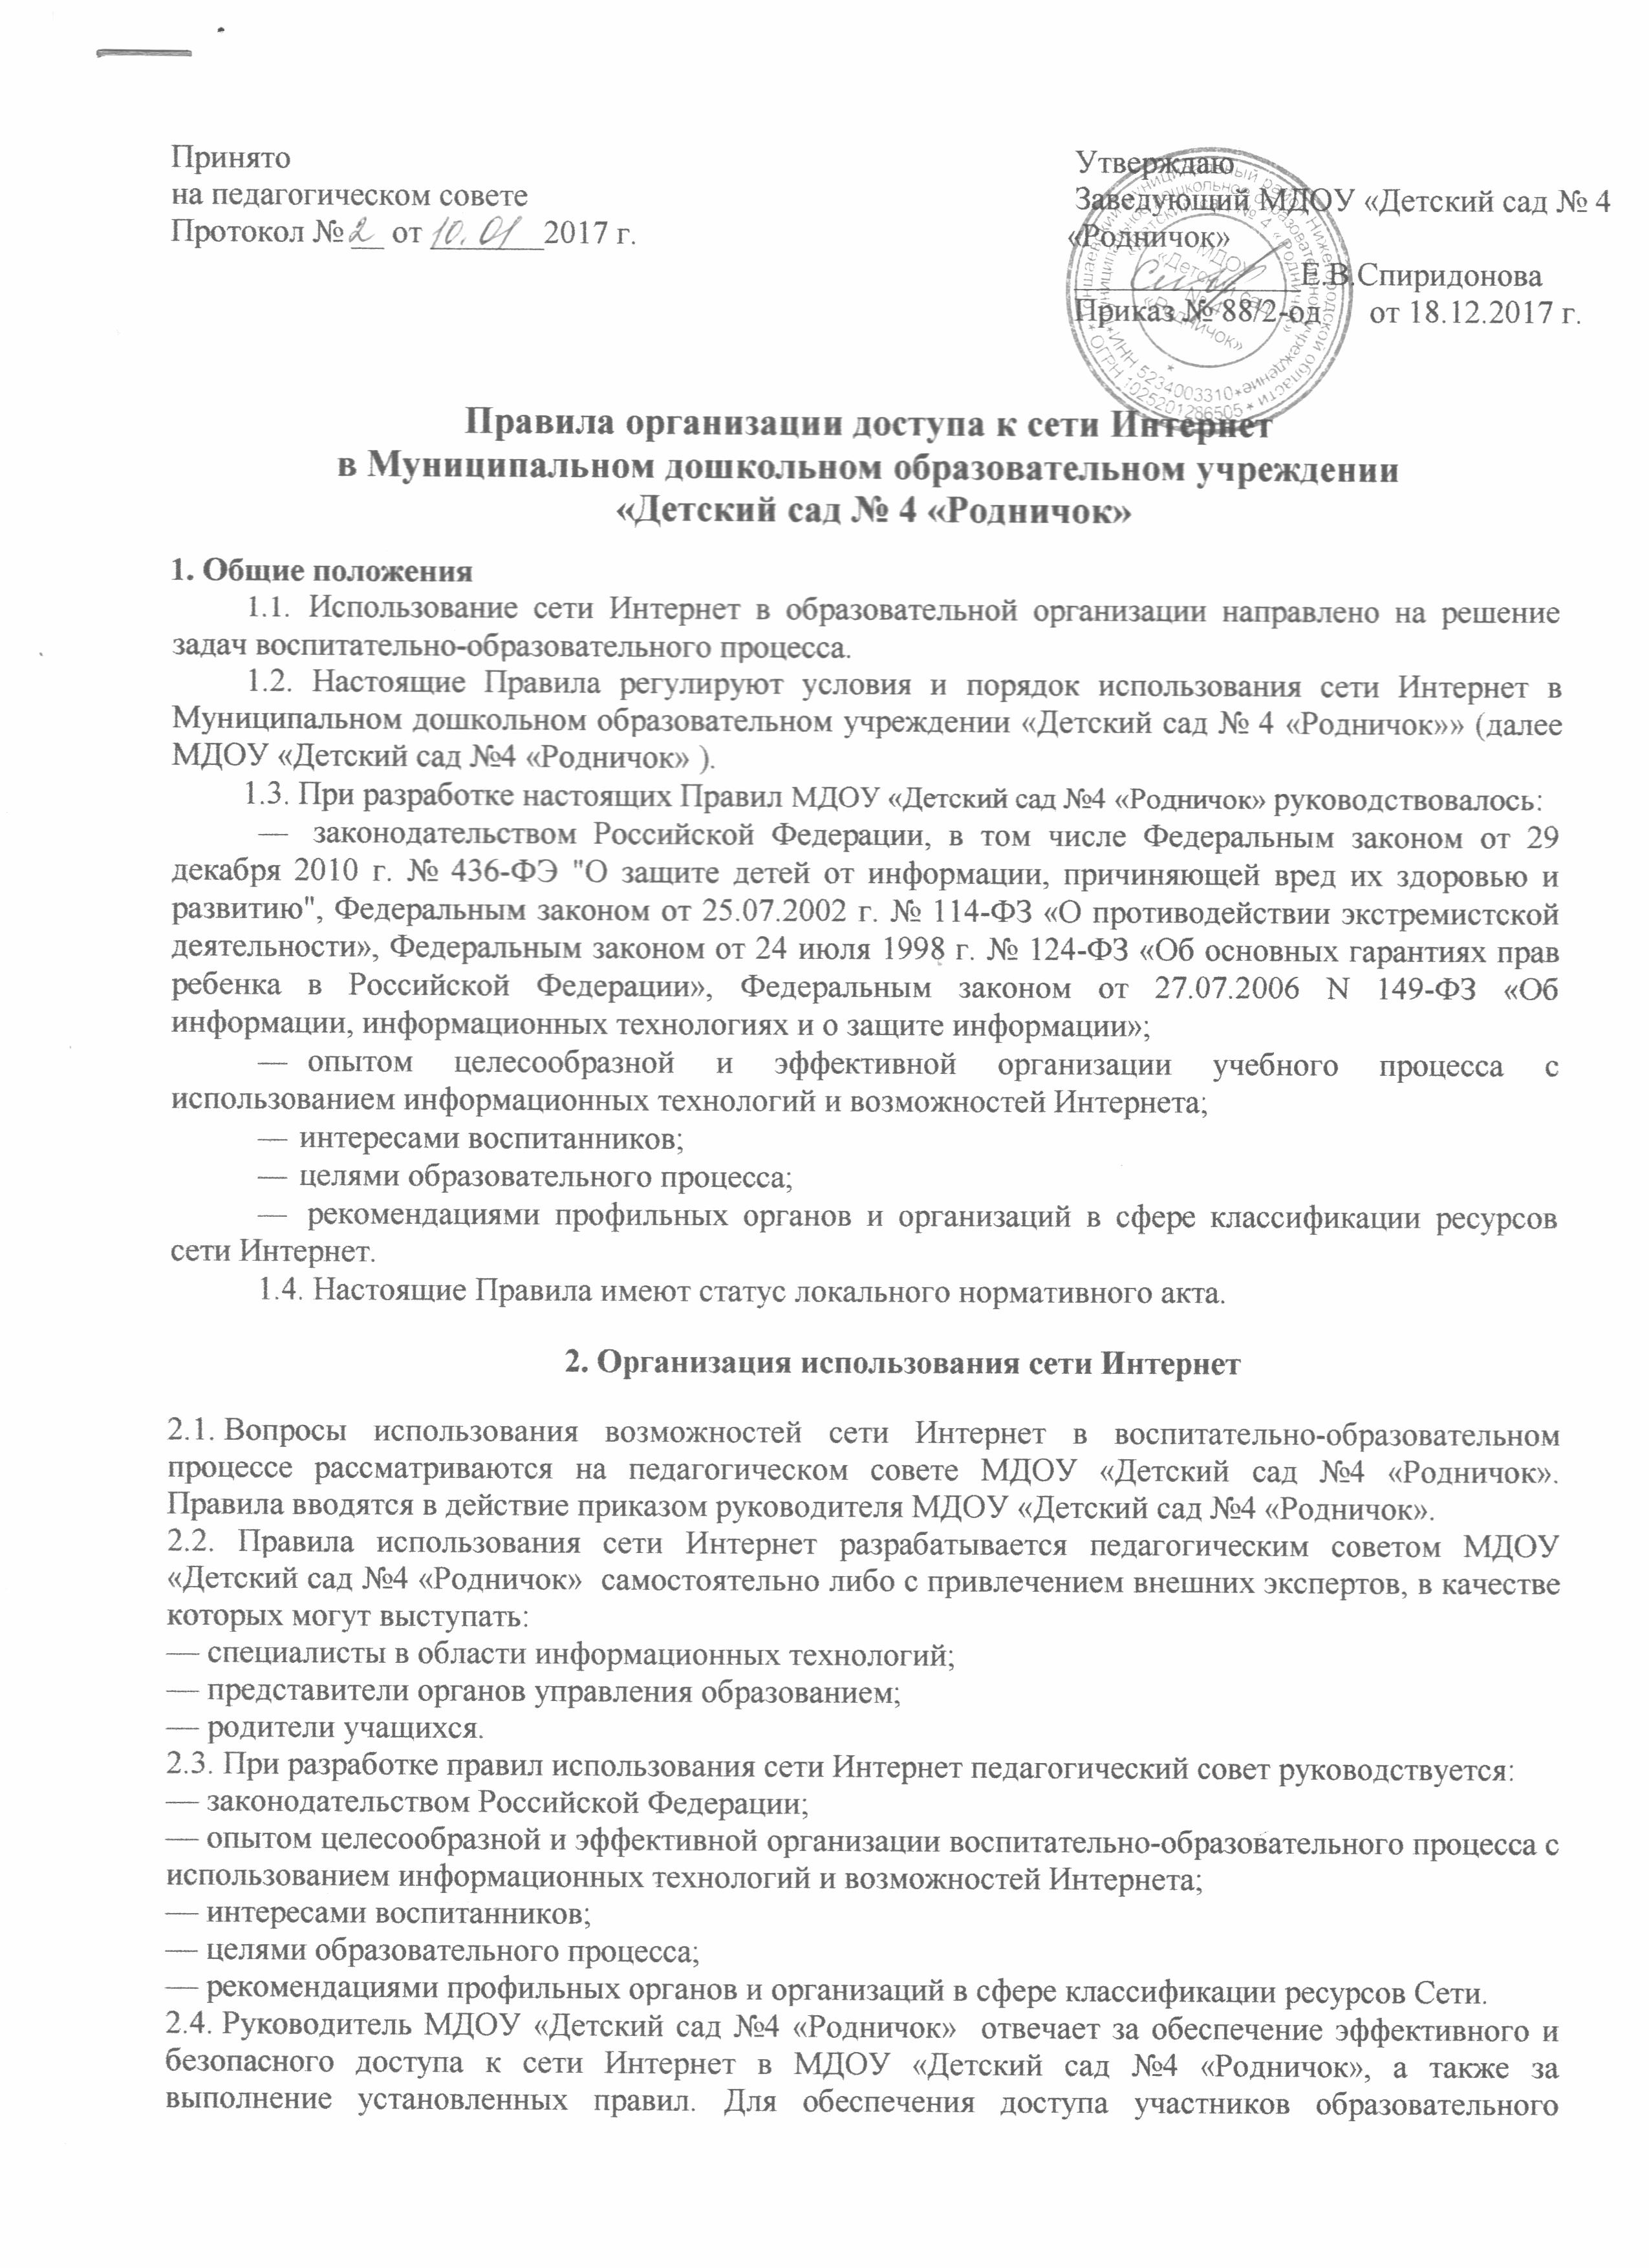 Принято
на педагогическом совете
Протокол № 2 от 10.01 2017 г.
Утверждаю
Заведующий МДОУ «Детский сад № 4
«Родничок»
Е.В.Спиридонова
Приказ № 88/2-од от 18.12.2017 г.
МДОУ
«Детский сад
№ 4
«Родничок»
ИНН 5234003310
ОГРН 1025201286505
Правила организации доступа к сети Интернет
в Муниципальном дошкольном образовательном учреждении
«Детский сад № 4 «Родничок»
1. Общие положения
1.1. Использование сети Интернет в образовательной организации направлено на решение
задач воспитательно-образовательного процесса.
1.2. Настоящие Правила регулируют условия и порядок использования сети Интернет в
Муниципальном дошкольном образовательном учреждении «Детский сад № 4 «Родничок»» (далее
МДОУ «Детский сад №4 «Родничок» ).
1.3. При разработке настоящих Правил МДОУ «Детский сад №4 «Родничок» руководствовалось:
— законодательством Российской Федерации, в том числе Федеральным законом от 29
декабря 2010 г. № 436-ФЭ "О защите детей от информации, причиняющей вред их здоровью и
развитию", Федеральным законом от 25.07.2002 г. № 114-ФЗ «О противодействии экстремистской
деятельности», Федеральным законом от 24 июля 1998 г. № 124-ФЗ «Об основных гарантиях прав
ребенка в Российской Федерации», Федеральным законом от 27.07.2006 N 149-ФЗ «Об
информации, информационных технологиях и о защите информации»;
— опытом целесообразной и эффективной организации учебного процесса с
использованием информационных технологий и возможностей Интернета;
— интересами воспитанников;
— целями образовательного процесса;
— рекомендациями профильных органов и организаций в сфере классификации ресурсов
сети Интернет.
1.4. Настоящие Правила имеют статус локального нормативного акта.
2. Организация использования сети Интернет
2.1. Вопросы использования возможностей сети Интернет в воспитательно-образовательном
процессе рассматриваются на педагогическом совете МДОУ «Детский сад №4 «Родничок».
Правила вводятся в действие приказом руководителя МДОУ «Детский сад №4 «Родничок».
2.2. Правила использования сети Интернет разрабатывается педагогическим советом МДОУ
«Детский сад №4 «Родничок» самостоятельно либо с привлечением внешних экспертов, в качестве
которых могут выступать:
— специалисты в области информационных технологий;
— представители органов управления образованием;
— родители учащихся.
2.3. При разработке правил использования сети Интернет педагогический совет руководствуется:
— законодательством Российской Федерации;
— опытом целесообразной и эффективной организации воспитательно-образовательного процесса с
использованием информационных технологий и возможностей Интернета;
— интересами воспитанников;
— целями образовательного процесса;
— рекомендациями профильных органов и организаций в сфере классификации ресурсов Сети.
2.4. Руководитель МДОУ «Детский сад №4 «Родничок» отвечает за обеспечение эффективного и
безопасного доступа к сети Интернет в МДОУ «Детский сад №4 «Родничок», а также за
выполнение установленных правил. Для обеспечения доступа участников образовательного